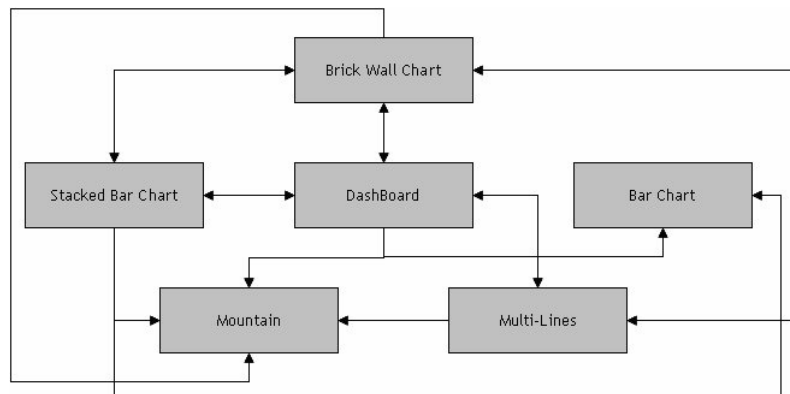 Brick Wall Chart
Stacked Bar Chart
DashBoard
Bar Chart
Mountain
Multi-Lines